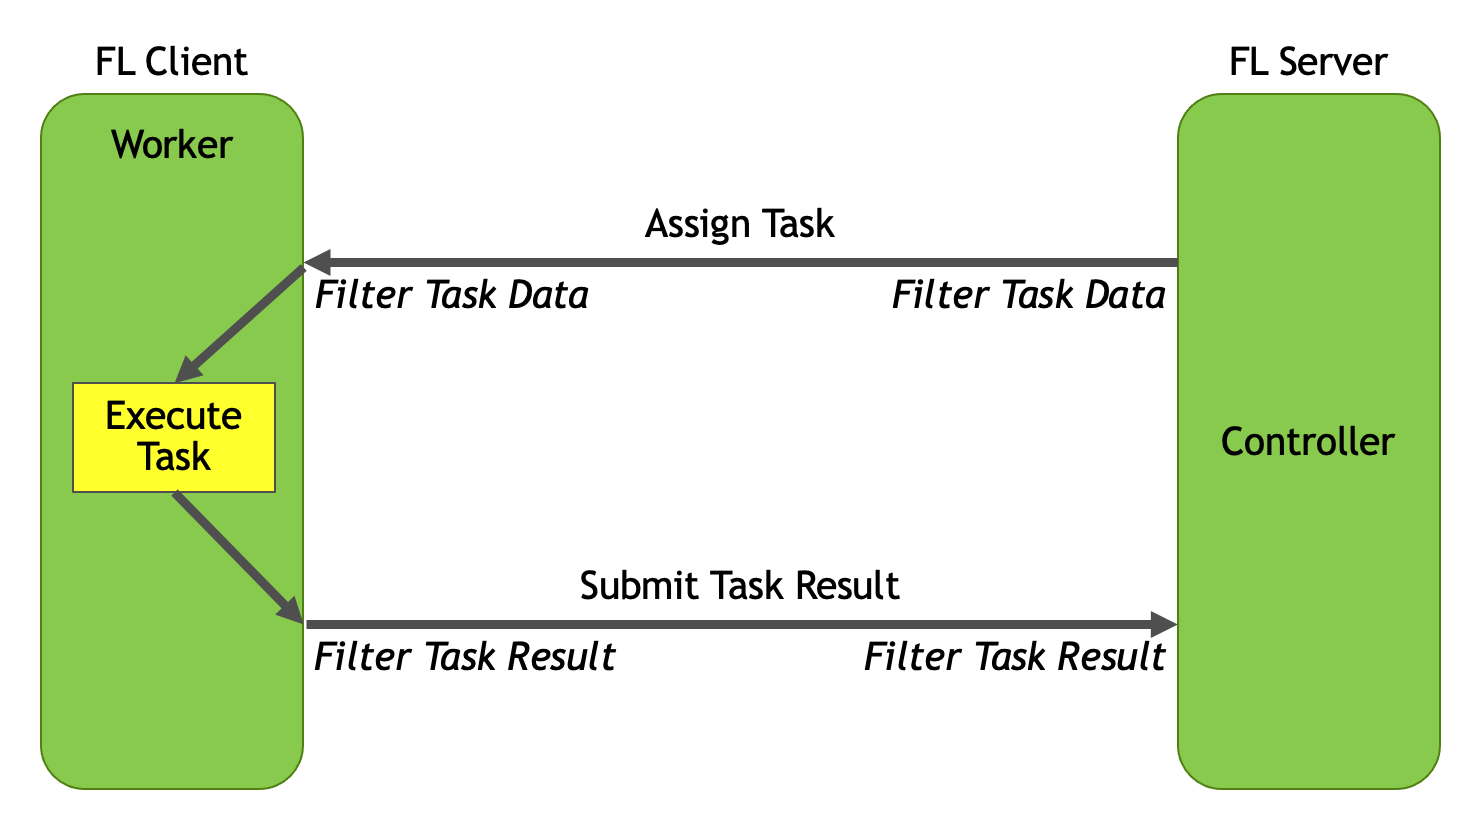 FL Client
FL Server
Worker
Assign Task
Filter Task Data
Filter Task Data
Execute
Task
Controller
Submit Task Result
Filter Task Result
Filter Task Result